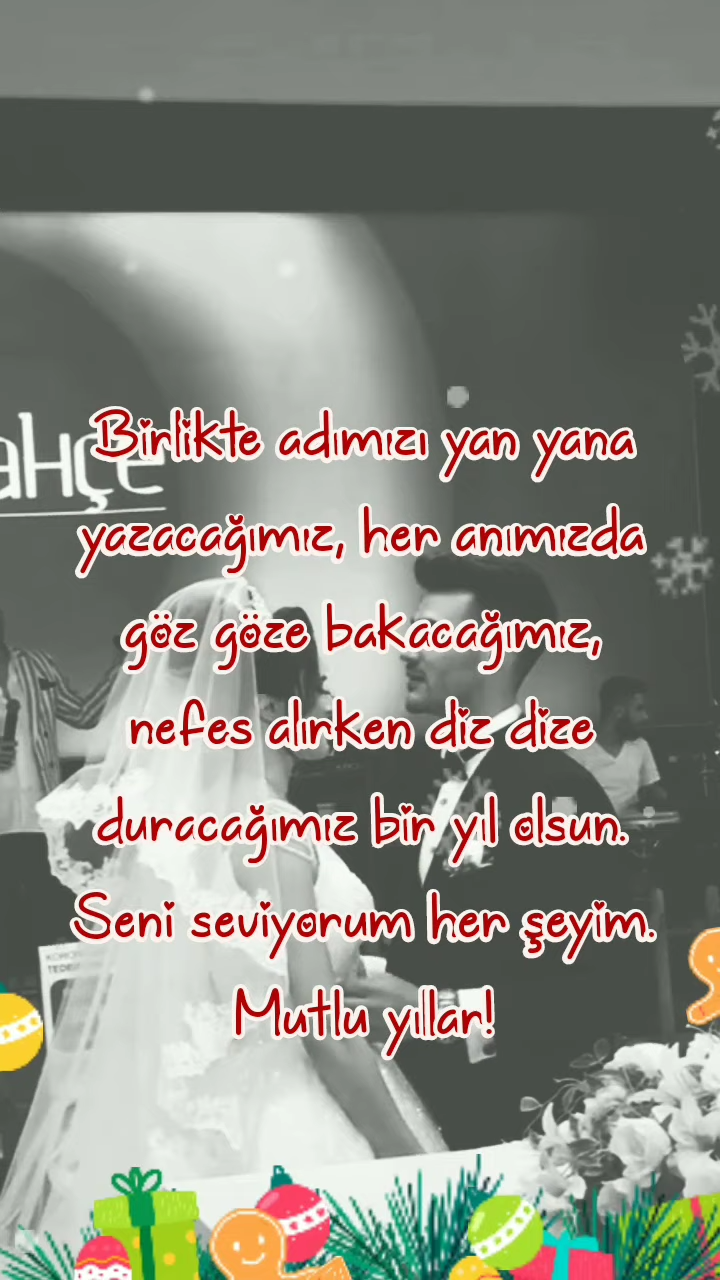 ahçe
Birlikte adımızı yan yana
yazacağımız, her anımızda
göz göze bakacağımız,
nefes alırken diz dize
duracağımız bir yıl olsun.
Seni seviyorum her şeyim.
Mutlu yıllar!